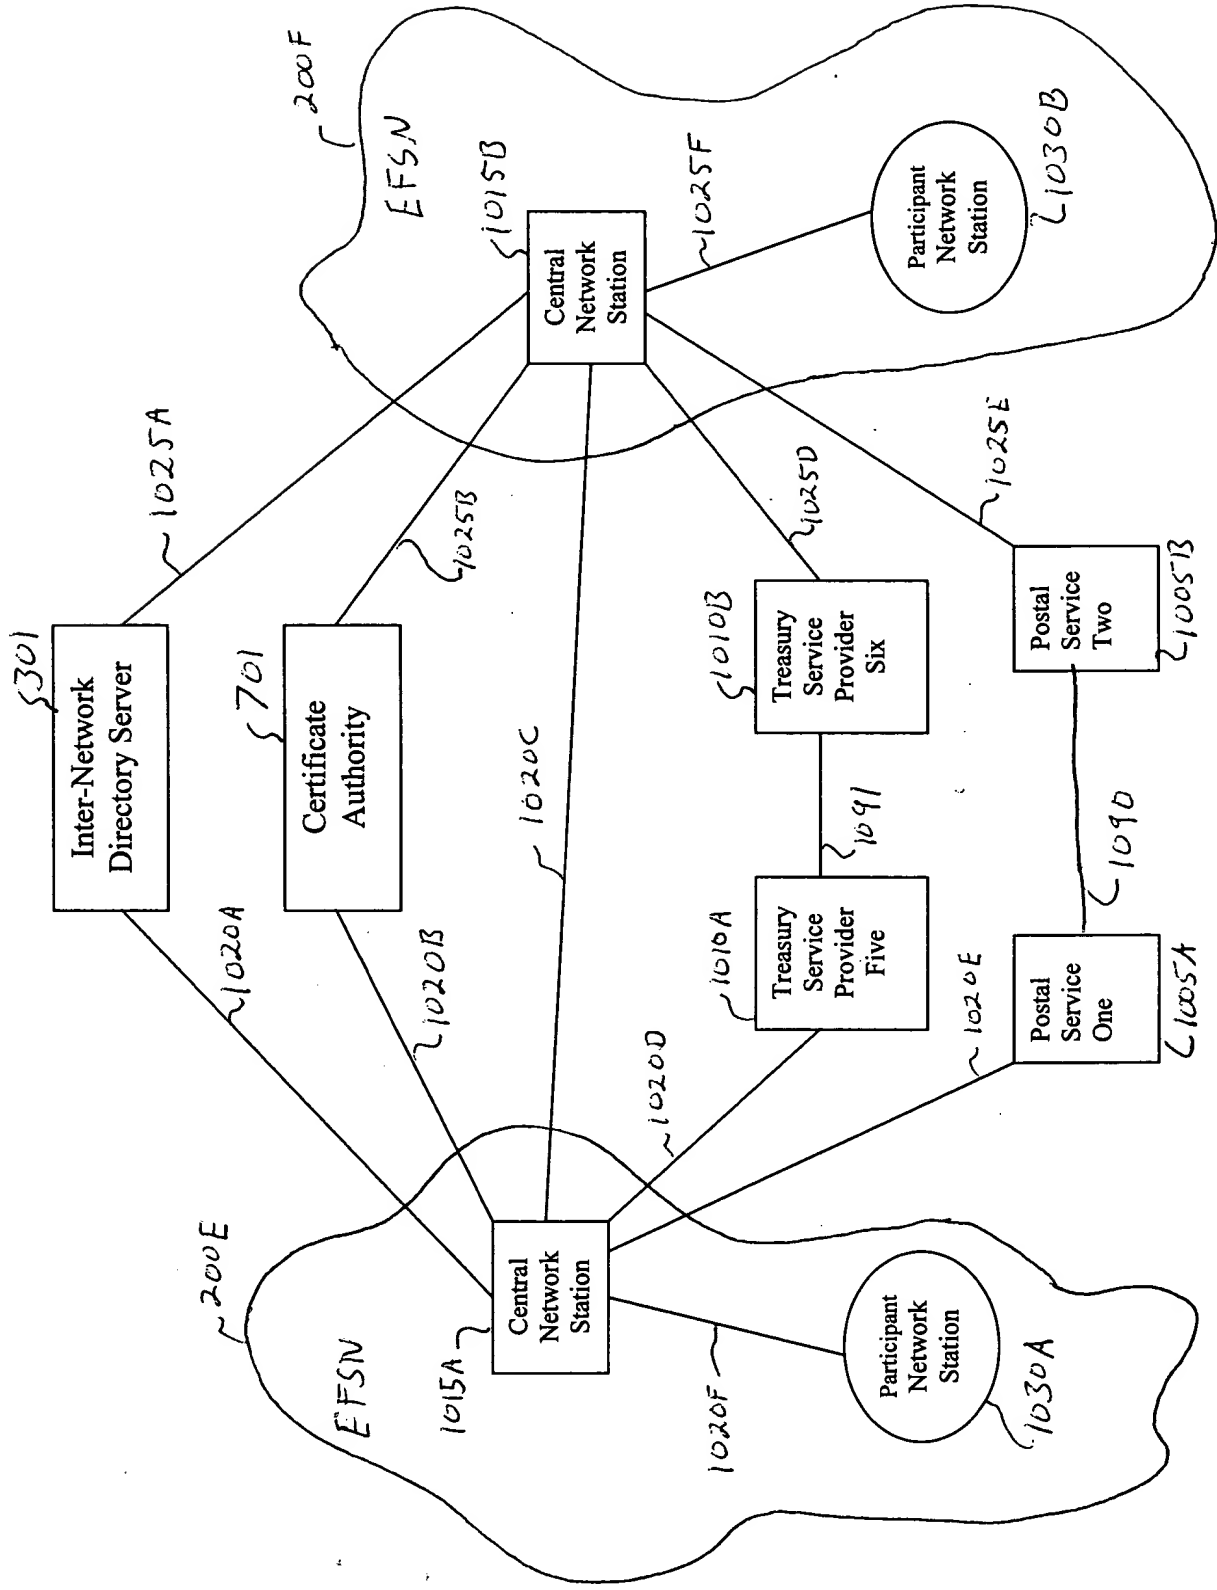 301
Inter-Network
Directory Server
1020A
1025A
701
Certificate
Authority
1020B
1025B
200E
EFSN
200F
EFSN
1015A
Central
Network
Station
1020C
1015B
Central
Network
Station
1020D
1010A
Treasury
Service
Provider
Five
1091
1010B
Treasury
Service
Provider
Six
1025D
1025F
1020F
1020E
1025E
Participant
Network
Station
1030A
Postal
Service
One
1005A
1090
Postal
Service
Two
1005B
Participant
Network
Station
1030B